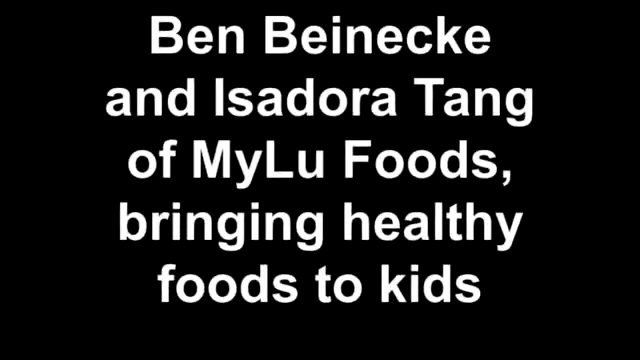 Ben Beinecke
and Isadora Tang
of MyLu Foods,
bringing healthy
foods to kids